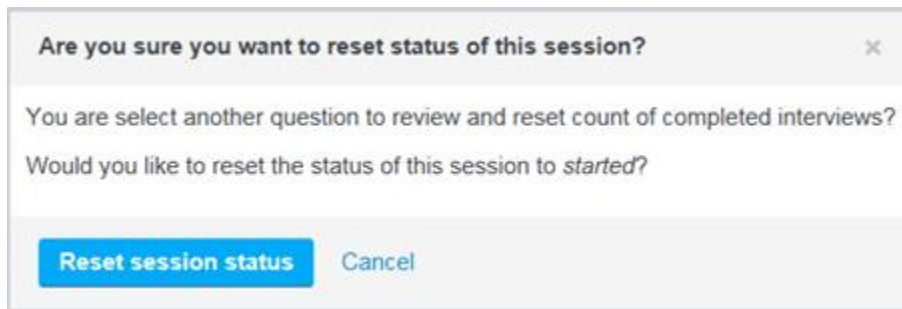 Are you sure you want to reset status of this session?
You are select another question to review and reset count of completed interviews?
Would you like to reset the status of this session to started?
Reset session status Cancel